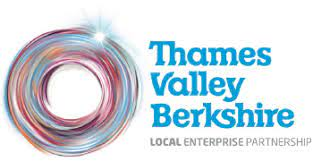 Thames
Valley
Berkshire
LOCAL ENTERPRISE PARTNERSHIP